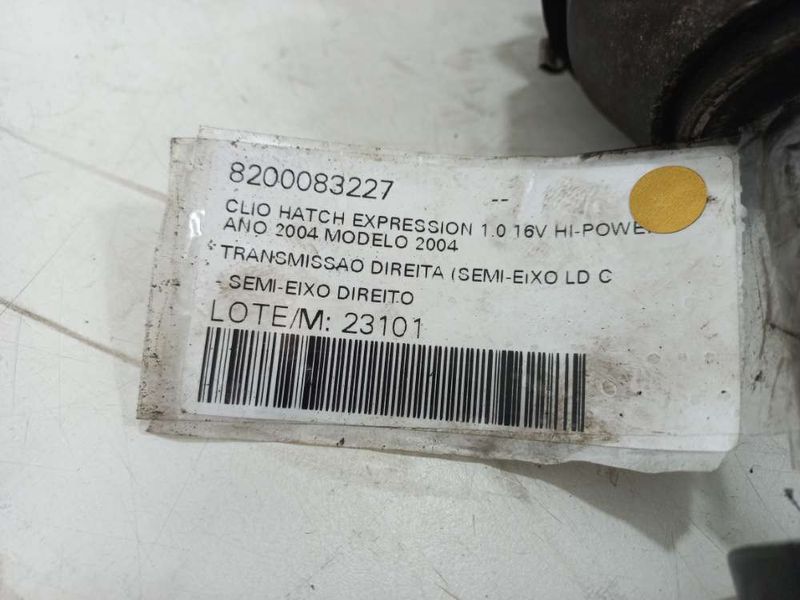 8200083227 --
CLIO HATCH EXPRESSION 1.0 16V HI-POWE
ANO 2004 MODELO 2004
TRANSMISSAO DIREITA (SEMI-EIXO LD C
- SEMI-EIXO DIREITO
LOTE/M: 23101